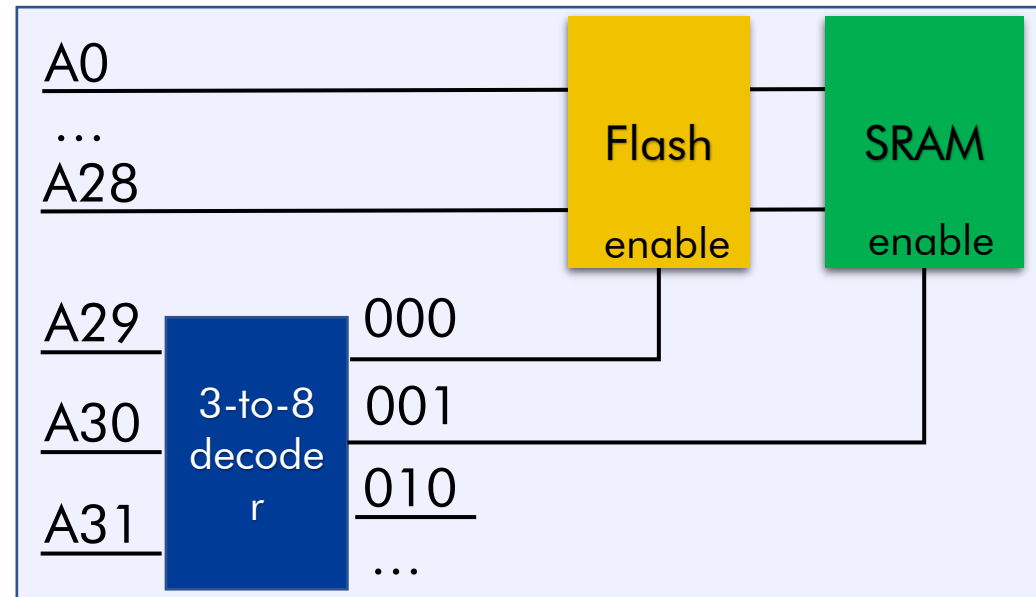 A0
...
A28
Flash
SRAM
enable
enable
A29
000
A30
3-to-8
decode
r
001
A31
010
...